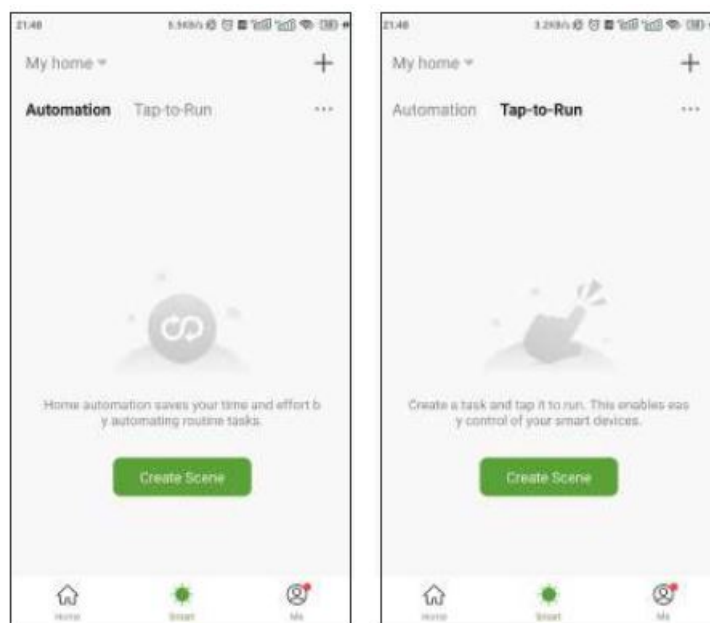 21:48
My home
Automation Tap-to-Run
Home automation saves your time and effort b
y automating routine tasks.
Create Scene
Home Smart Me
21:48
3.2KB/s
My home
Automation Tap-to-Run
Create a task and tap it to run. This enables eas
y control of your smart devices.
Create Scene
Home Smart Me